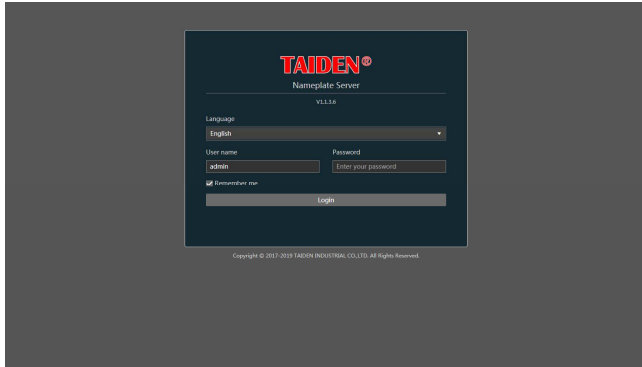 TAIDEN®
Nameplate Server
V1.1.3.6
Language
English
User name Password
admin Enter your password
Remember me
Login
Copyright © 2017-2019 TAIDEN INDUSTRIAL CO.,LTD. All Rights Reserved.